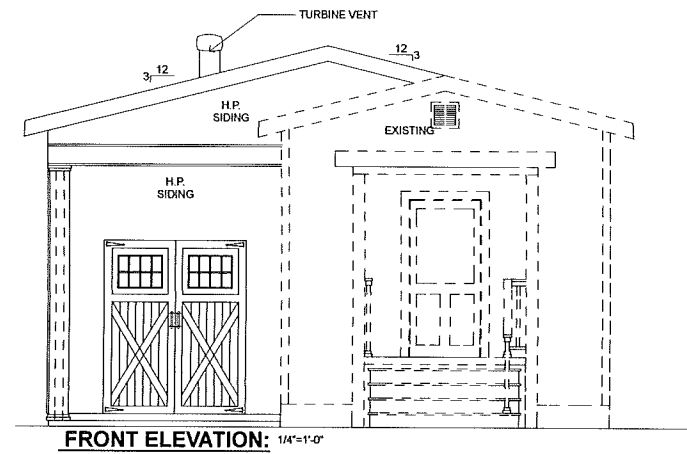 TURBINE VENT
12
3
12
3
H.P.
SIDING
EXISTING
H.P.
SIDING
FRONT ELEVATION: 1/4"=1'-0"